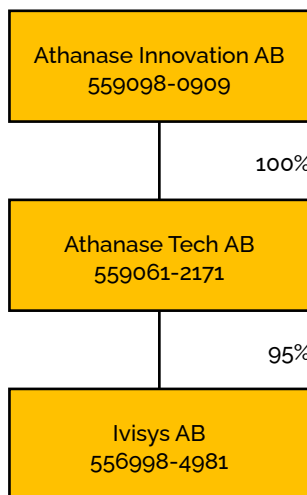 Athanase Innovation AB
559098-0909
100%
Athanase Tech AB
559061-2171
95%
Ivisys AB
556998-4981